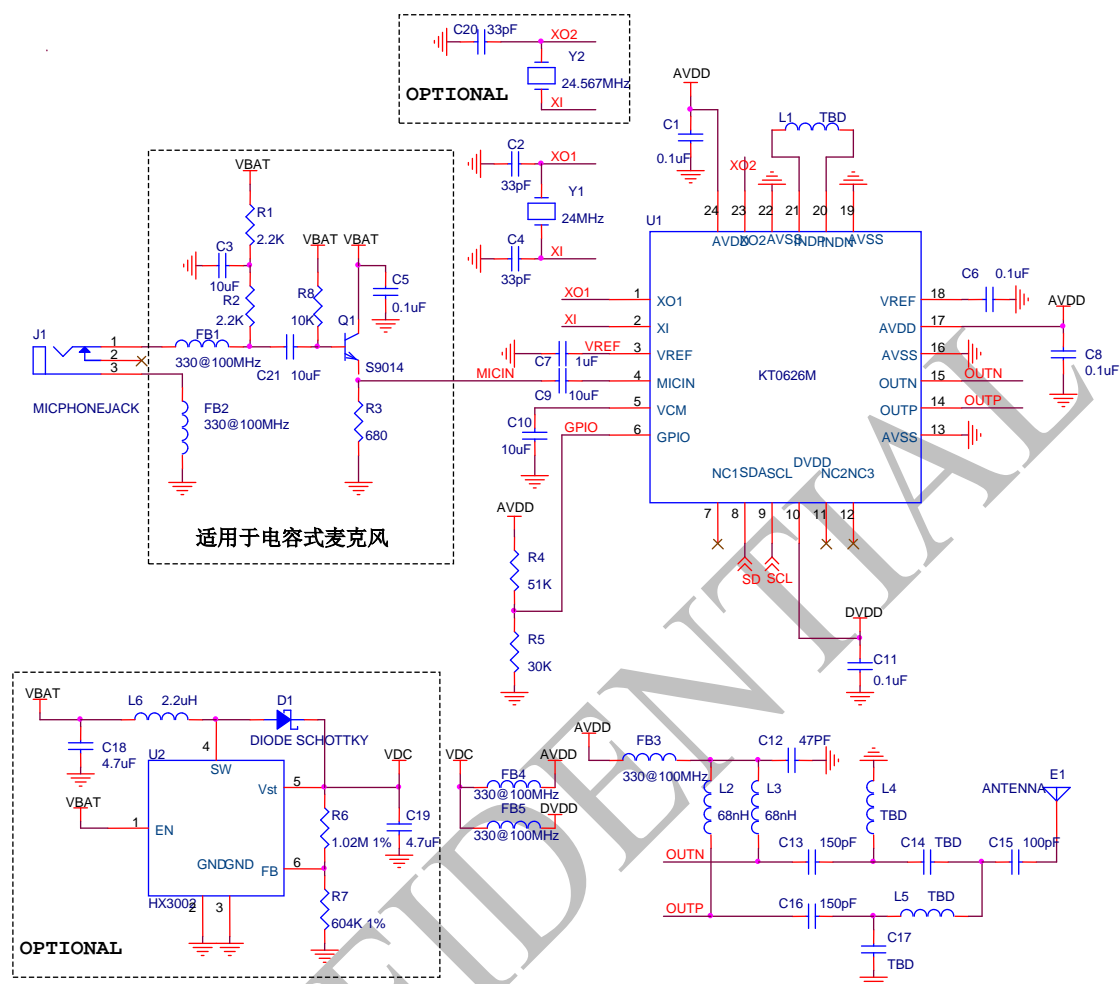 C20 33pF
XO2
Y2
24.567MHz
XI
OPTIONAL
AVDD
C1
0.1uF
L1 TBD
XO2
C2
33pF
XO1
Y1
24MHz
C4
33pF
XI
VBAT
R1
2.2K
C3
10uF
R2
2.2K
VBAT VBAT
R8
10K
C5
0.1uF
Q1
S9014
J1
1
2
3
MICPHONEJACK
FB1
330@100MHz
C21 10uF
FB2
330@100MHz
R3
680
适用于电容式麦克风
U1
24 23 22 21 20 19
AVDD XO2 AVSS INDP INDN AVSS
XO1 1 XO1
XI 2 XI
VREF 3 VREF
C7 1uF
MICIN 4 MICIN
C9 10uF
5 VCM
C10
10uF
GPIO 6 GPIO
KT0626M
VREF 18
C6 0.1uF
AVDD 17
AVDD
C8
0.1uF
AVSS 16
OUTN 15 OUTN
OUTP 14 OUTP
AVSS 13
NC1 SDA SCL DVDD NC2 NC3
7 8 9 10 11 12
SD SCL
AVDD
R4
51K
R5
30K
DVDD
C11
0.1uF
VBAT
L6 2.2uH
D1
DIODE SCHOTTKY
C18
4.7uF
U2
4
SW
VBAT
1 EN
Vst 5
VDC
R6
1.02M 1%
C19
4.7uF
GND GND
FB 6
R7
604K 1%
HX3002
2 3
OPTIONAL
VDC
AVDD
FB4
330@100MHz
DVDD
FB5
330@100MHz
AVDD
FB3
330@100MHz
C12 47PF
L2
68nH
L3
68nH
L4
TBD
E1
ANTENNA
OUTN
C13 150pF
C14 TBD
C15 100pF
OUTP
C16 150pF
L5 TBD
C17
TBD
FIDENTIAL